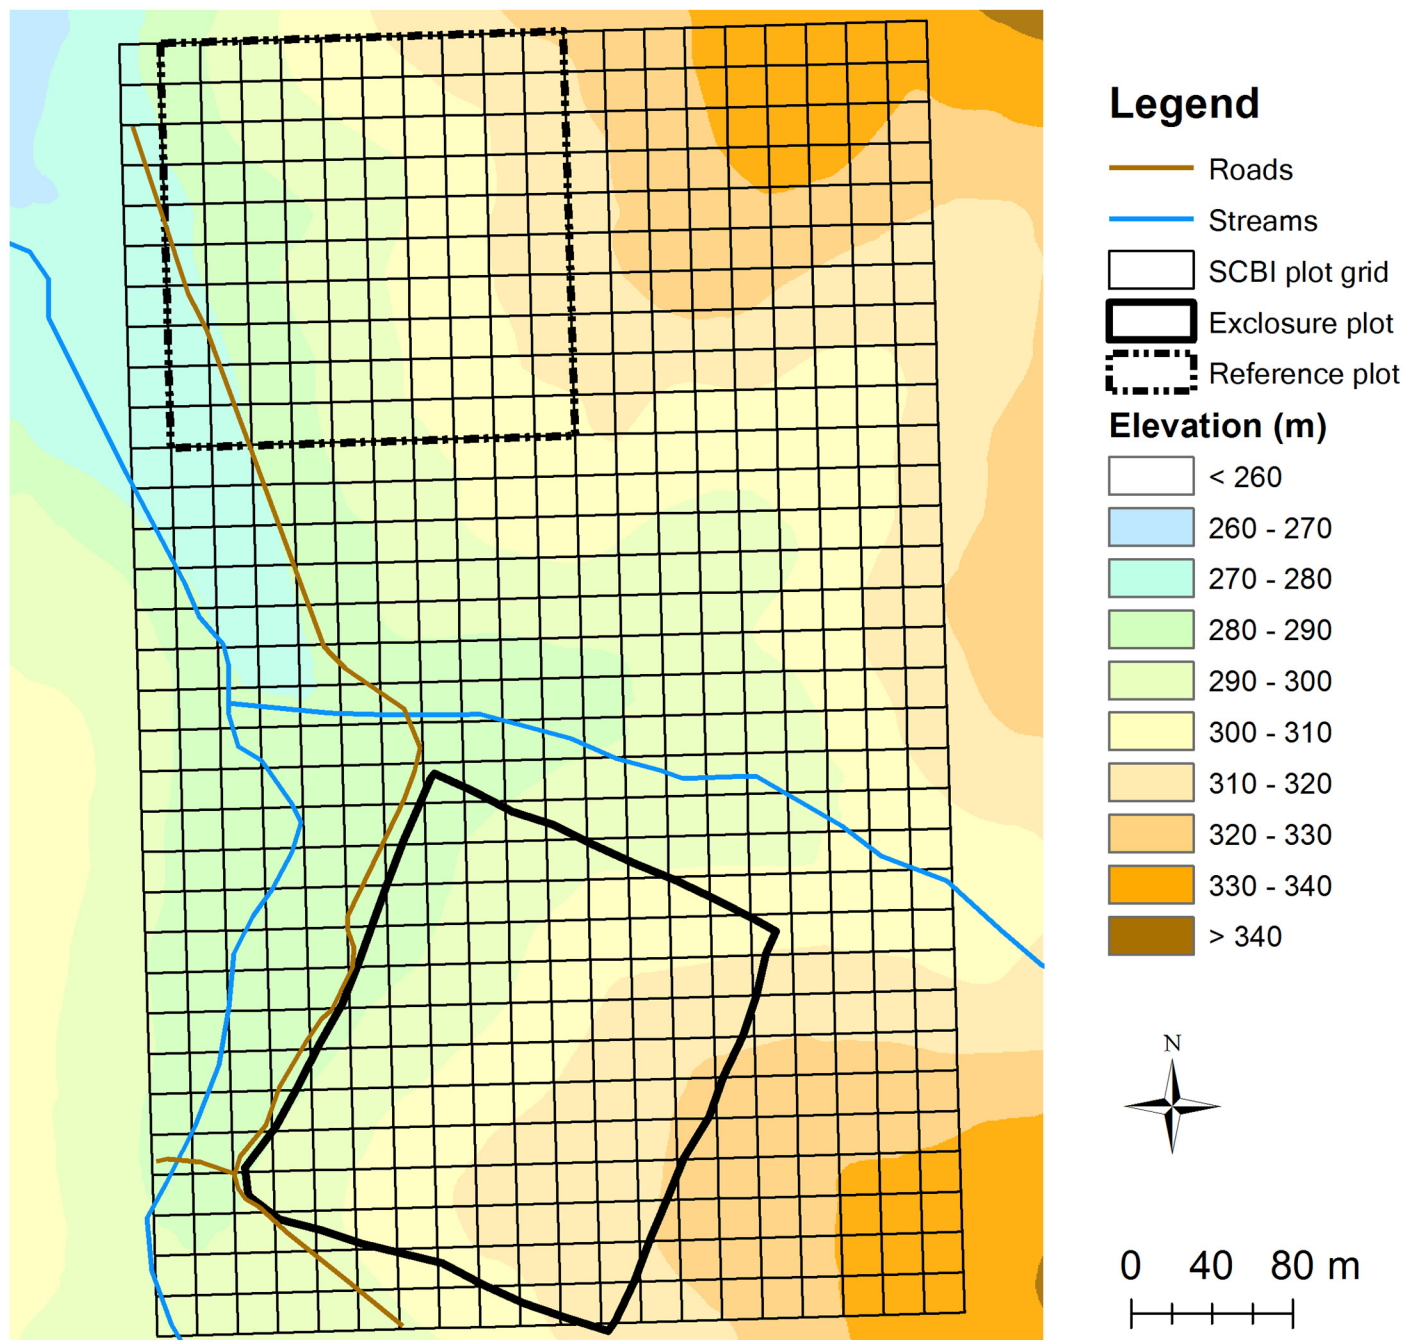 Legend
Roads
Streams
SCBI plot grid
Exclosure plot
Reference plot
Elevation (m)
< 260
260 - 270
270 - 280
280 - 290
290 - 300
300 - 310
310 - 320
320 - 330
330 - 340
> 340
N
0 40 80 m